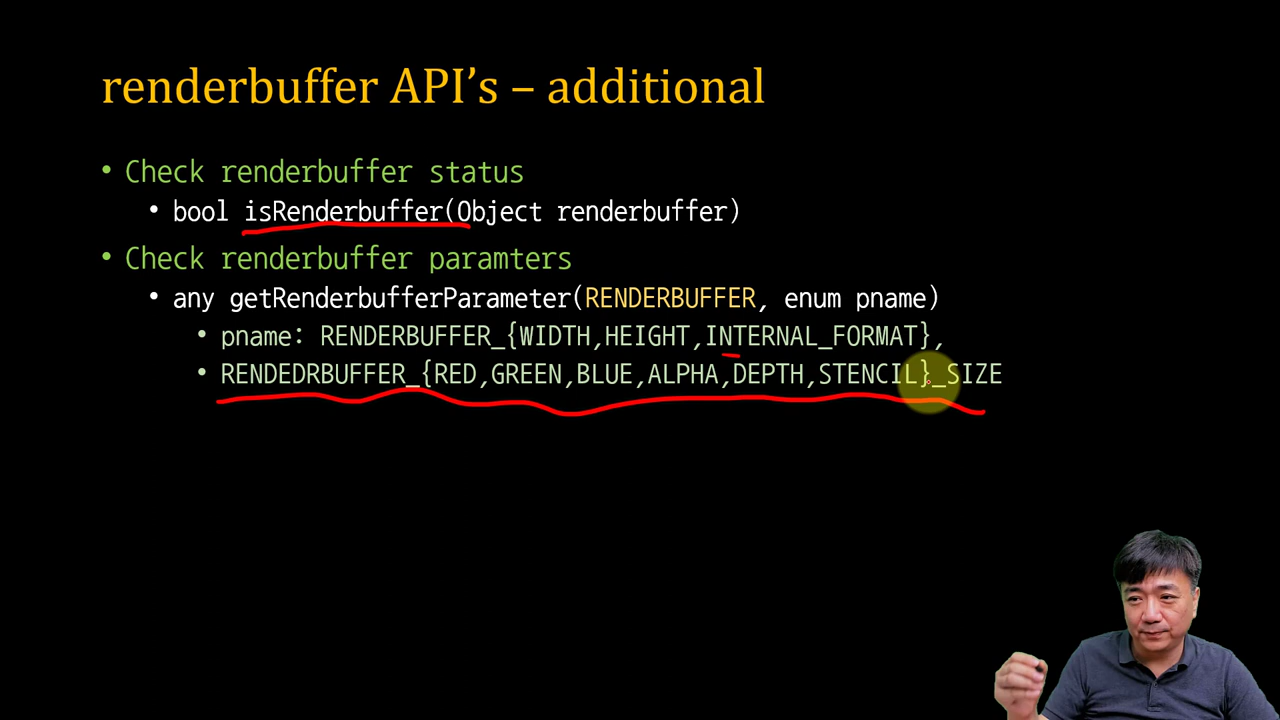 renderbuffer API’s – additional
• Check renderbuffer status
• bool isRenderbuffer(Object renderbuffer)
• Check renderbuffer paramters
• any getRenderbufferParameter(RENDERBUFFER, enum pname)
• pname: RENDERBUFFER_{WIDTH,HEIGHT,INTERNAL_FORMAT},
• RENDEDRBUFFER_{RED,GREEN,BLUE,ALPHA,DEPTH,STENCIL}_SIZE